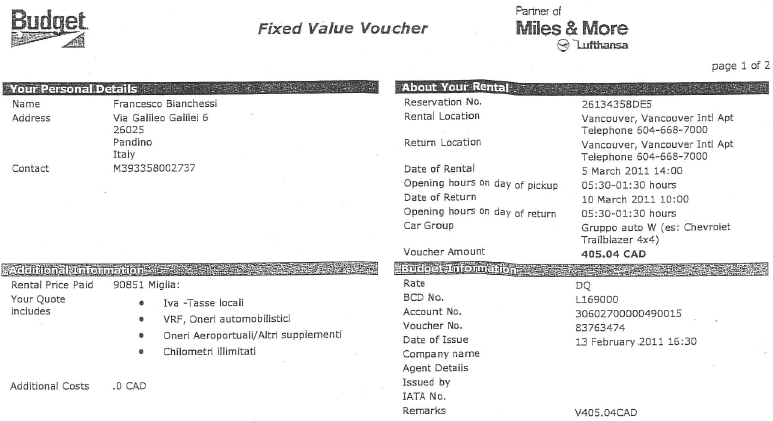 Budget
Fixed Value Voucher
Partner of
Miles & More
Lufthansa
page 1 of 2
Your Personal Details
Name Francesco Bianchessi
Address Via Galileo Galilei 6
26025
Pandino
Italy
Contact M393358002737
About Your Rental
Reservation No. 26134358DE5
Rental Location Vancouver, Vancouver Intl Apt
Telephone 604-668-7000
Return Location Vancouver, Vancouver Intl Apt
Telephone 604-668-7000
Date of Rental 5 March 2011 14:00
Opening hours on day of pickup 05:30-01:30 hours
Date of Return 10 March 2011 10:00
Opening hours on day of return 05:30-01:30 hours
Car Group Gruppo auto W (es: Chevrolet
Trailblazer 4x4)
Voucher Amount 405.04 CAD
Additional Information
Rental Price Paid 90851 Miglia:
Your Quote
includes
• Iva -Tasse locali
• VRF, Oneri automobilistici
• Oneri Aeroportuali/Altri supplementi
• Chilometri illimitati
Additional Costs .0 CAD
Budget Information
Rate DQ
BCD No. L169000
Account No. 30602700000490015
Voucher No. 83763474
Date of Issue 13 February 2011 16:30
Company name
Agent Details
Issued by
IATA No.
Remarks V405.04CAD